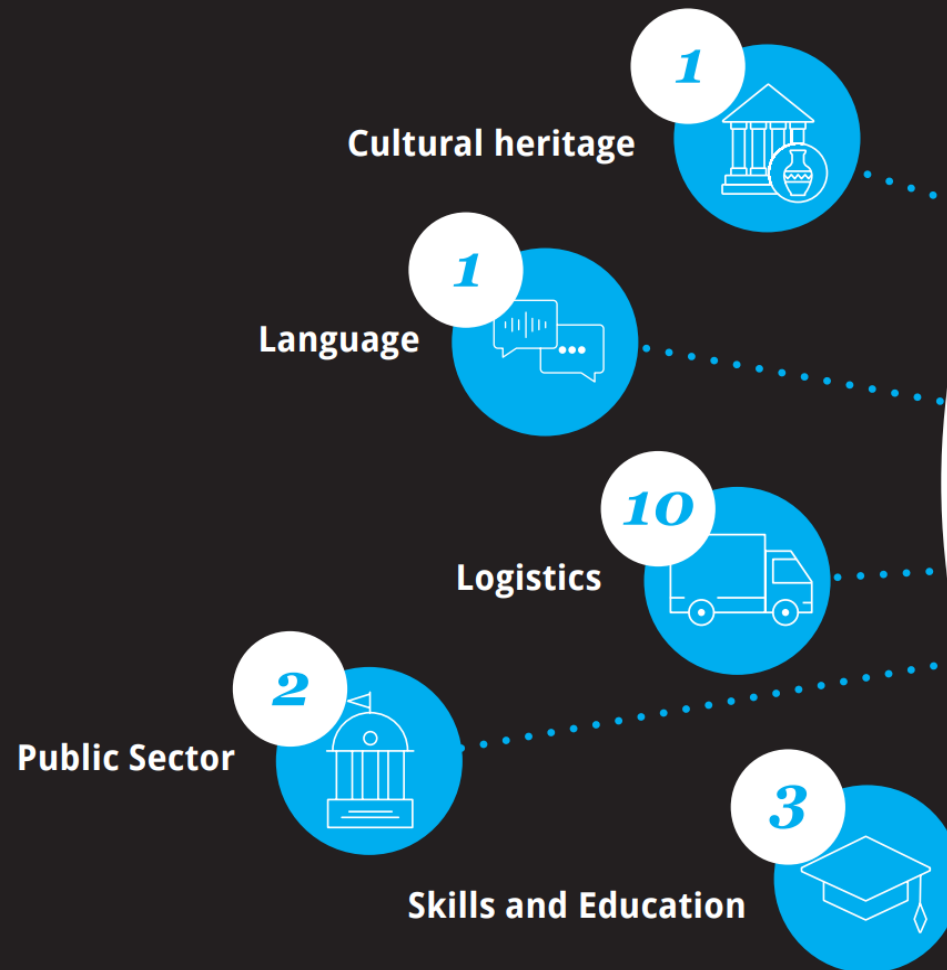 1
Cultural heritage
1
Language
10
Logistics
2
Public Sector
3
Skills and Education